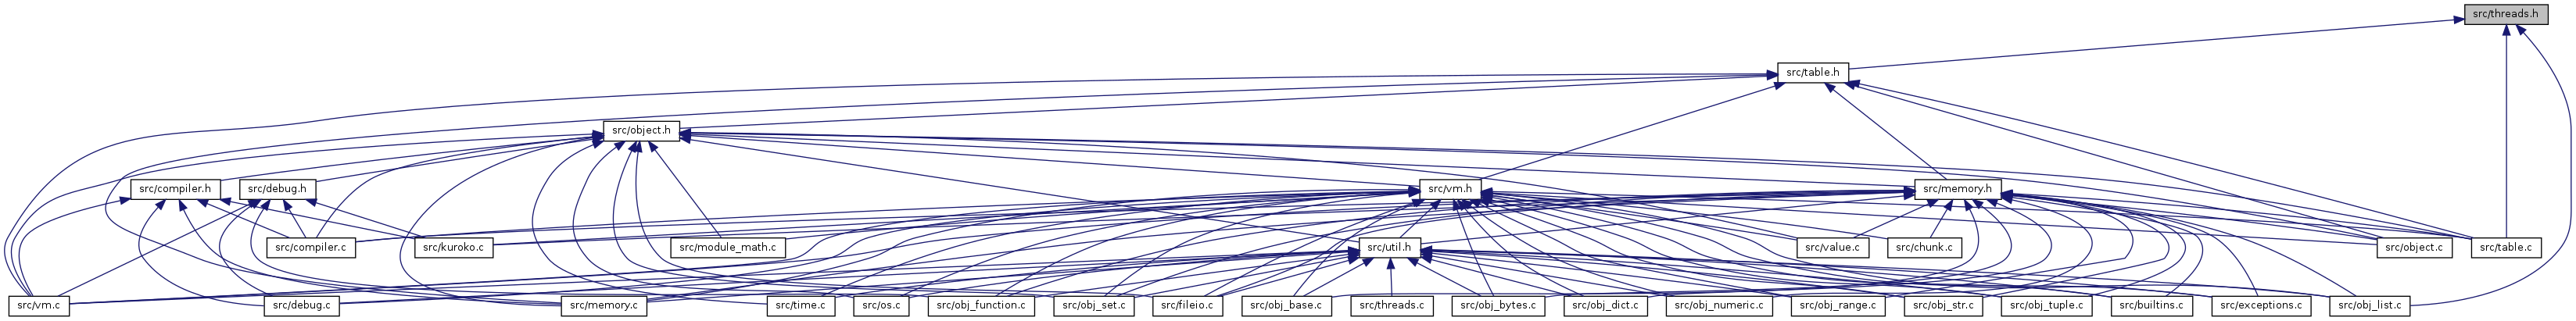 src/threads.h
src/table.h
src/object.h
src/compiler.h
src/debug.h
src/vm.h
src/memory.h
src/compiler.c
src/kuroko.c
src/module_math.c
src/util.h
src/value.c
src/chunk.c
src/object.c
src/table.c
src/vm.c
src/debug.c
src/memory.c
src/time.c
src/os.c
src/obj_function.c
src/obj_set.c
src/fileio.c
src/obj_base.c
src/threads.c
src/obj_bytes.c
src/obj_dict.c
src/obj_numeric.c
src/obj_range.c
src/obj_str.c
src/obj_tuple.c
src/builtins.c
src/exceptions.c
src/obj_list.c